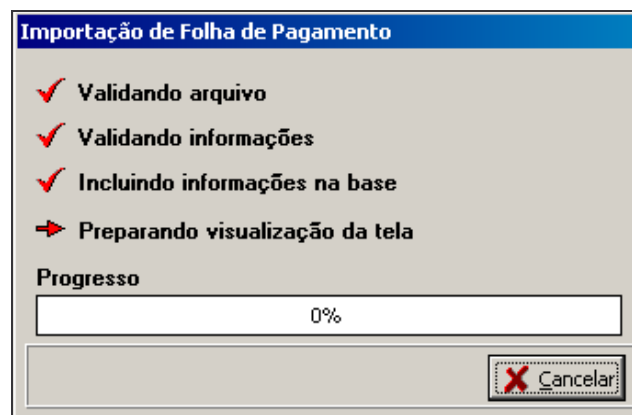 Importação de Folha de Pagamento
Validando arquivo
Validando informações
Incluindo informações na base
Preparando visualização da tela
Progresso
0%
Cancelar